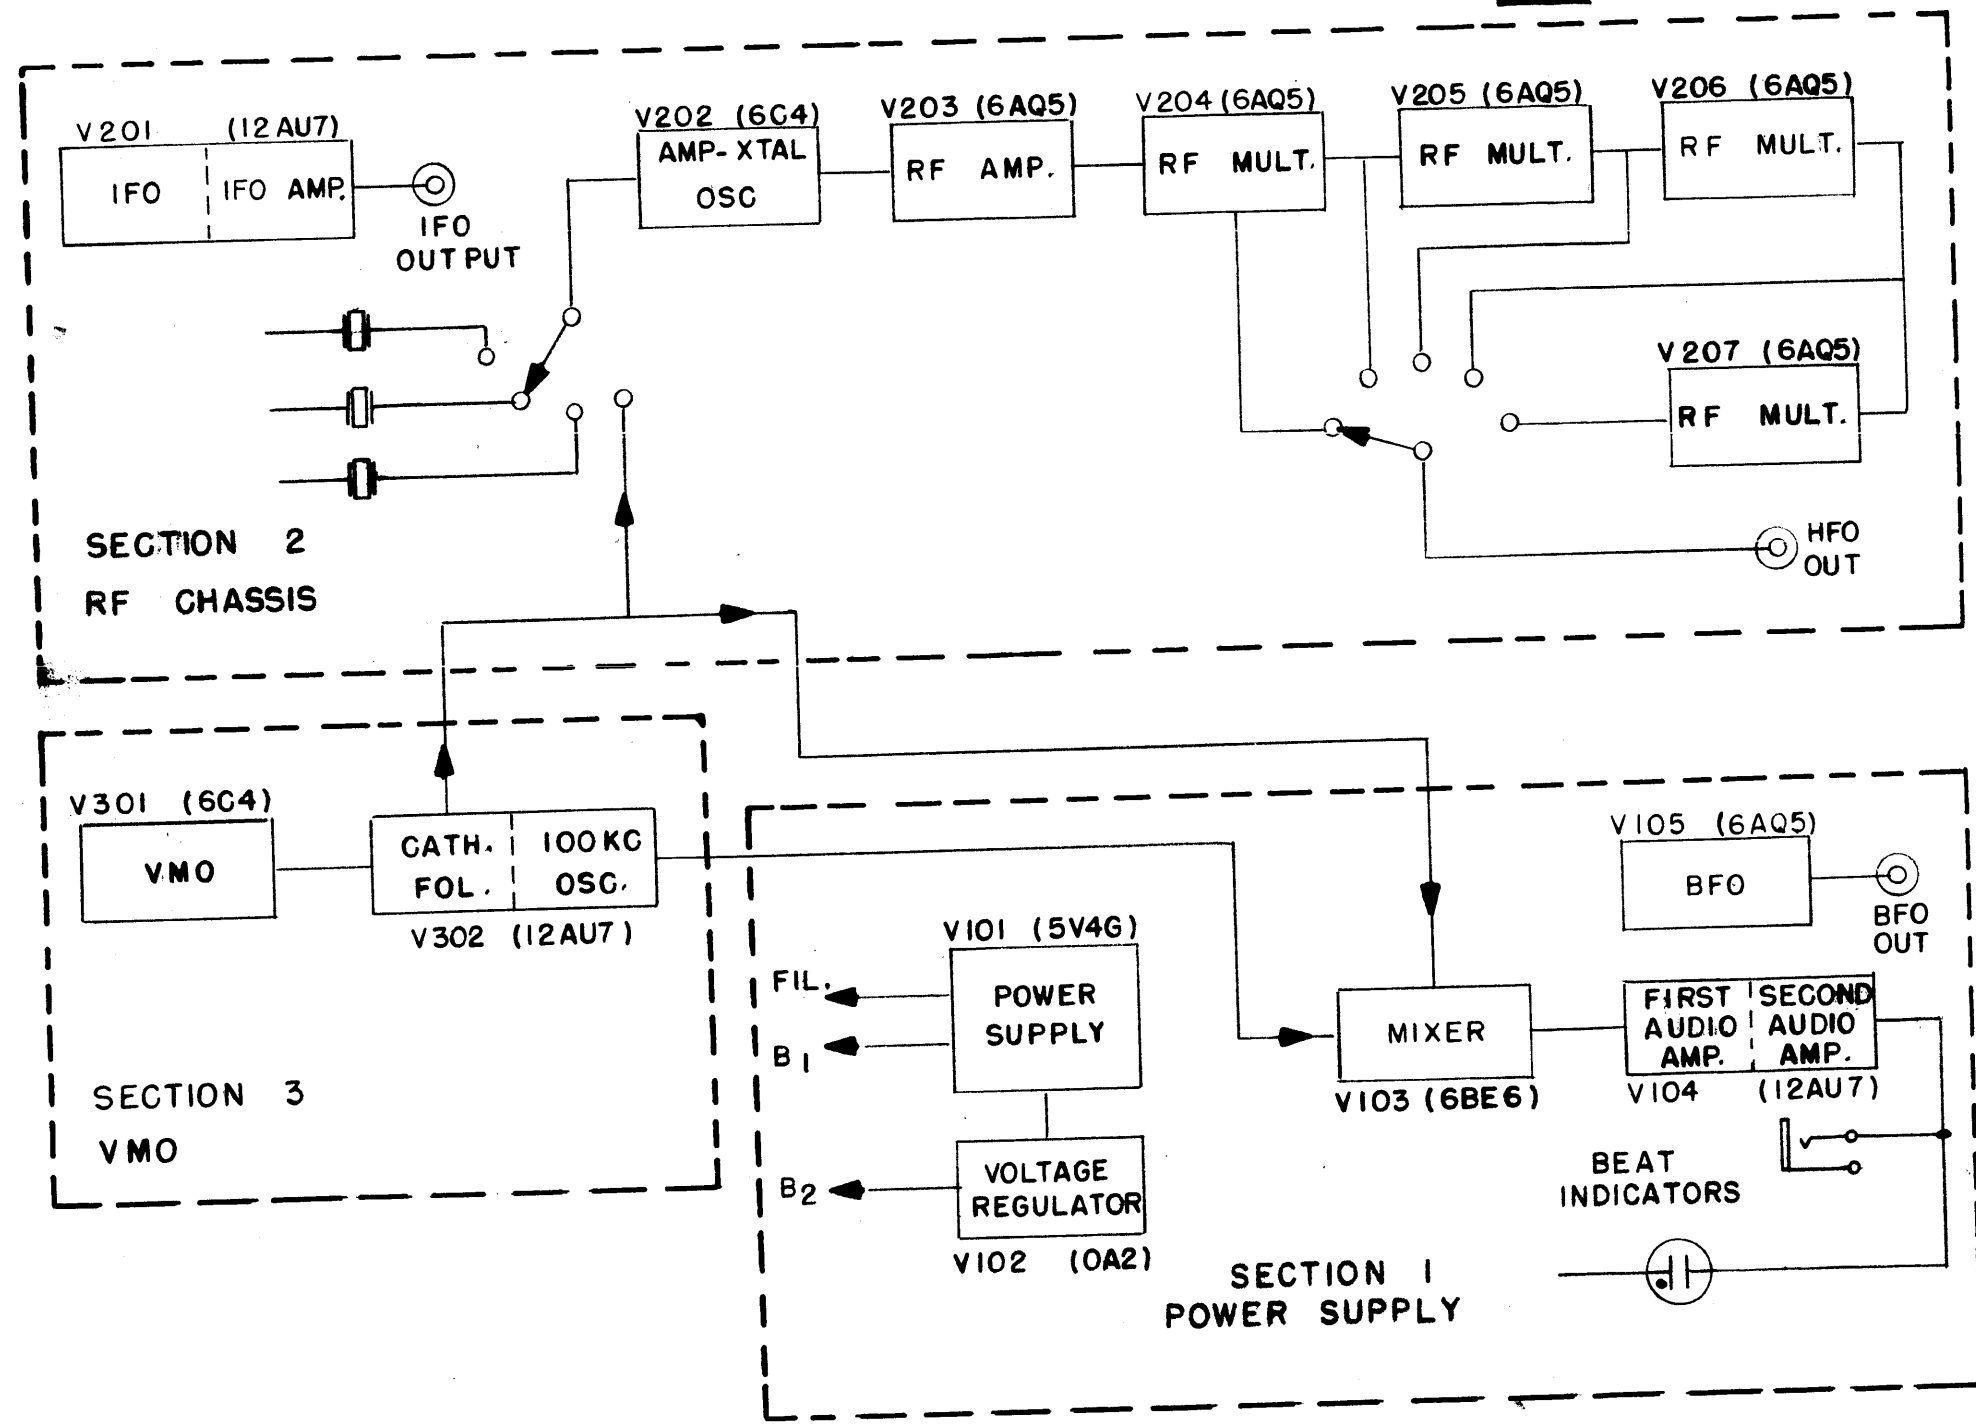 V201 (12AU7)
IFO
IFO AMP.
IFO
OUTPUT
V202 (6C4)
AMP-XTAL
OSC
V203 (6AQ5)
RF AMP.
V204 (6AQ5)
RF MULT.
V205 (6AQ5)
RF MULT.
V206 (6AQ5)
RF MULT.
V207 (6AQ5)
RF MULT.
HFO
OUT
SECTION 2
RF CHASSIS
V301 (6C4)
VMO
CATH.
FOL.
100KC
OSC.
V302 (12AU7)
SECTION 3
VMO
V101 (5V4G)
POWER
SUPPLY
FIL.
B1
B2
VOLTAGE
REGULATOR
V102 (OA2)
MIXER
V103 (6BE6)
V105 (6AQ5)
BFO
BFO
OUT
FIRST
AUDIO
AMP.
SECOND
AUDIO
AMP.
V104 (12AU7)
BEAT
INDICATORS
SECTION 1
POWER SUPPLY